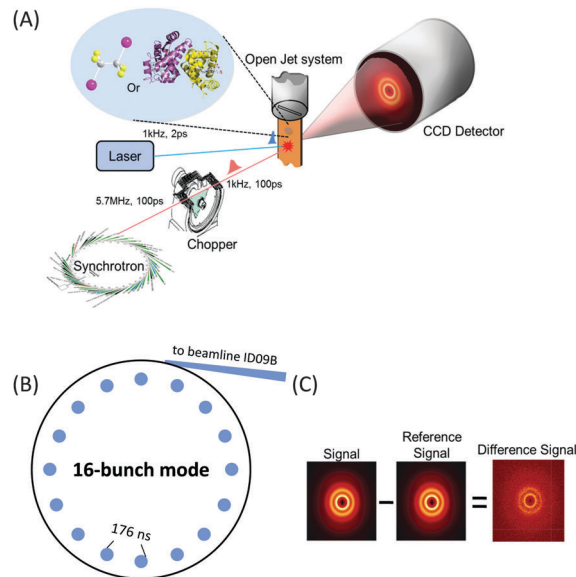 (A)
Open Jet system
Or
CCD Detector
1kHz, 2ps
Laser
1kHz, 100ps
5.7MHz, 100ps
Chopper
Synchrotron
to beamline ID09B
(B)
(C)
16-bunch mode
176 ns
Signal
Reference
Signal
Difference Signal